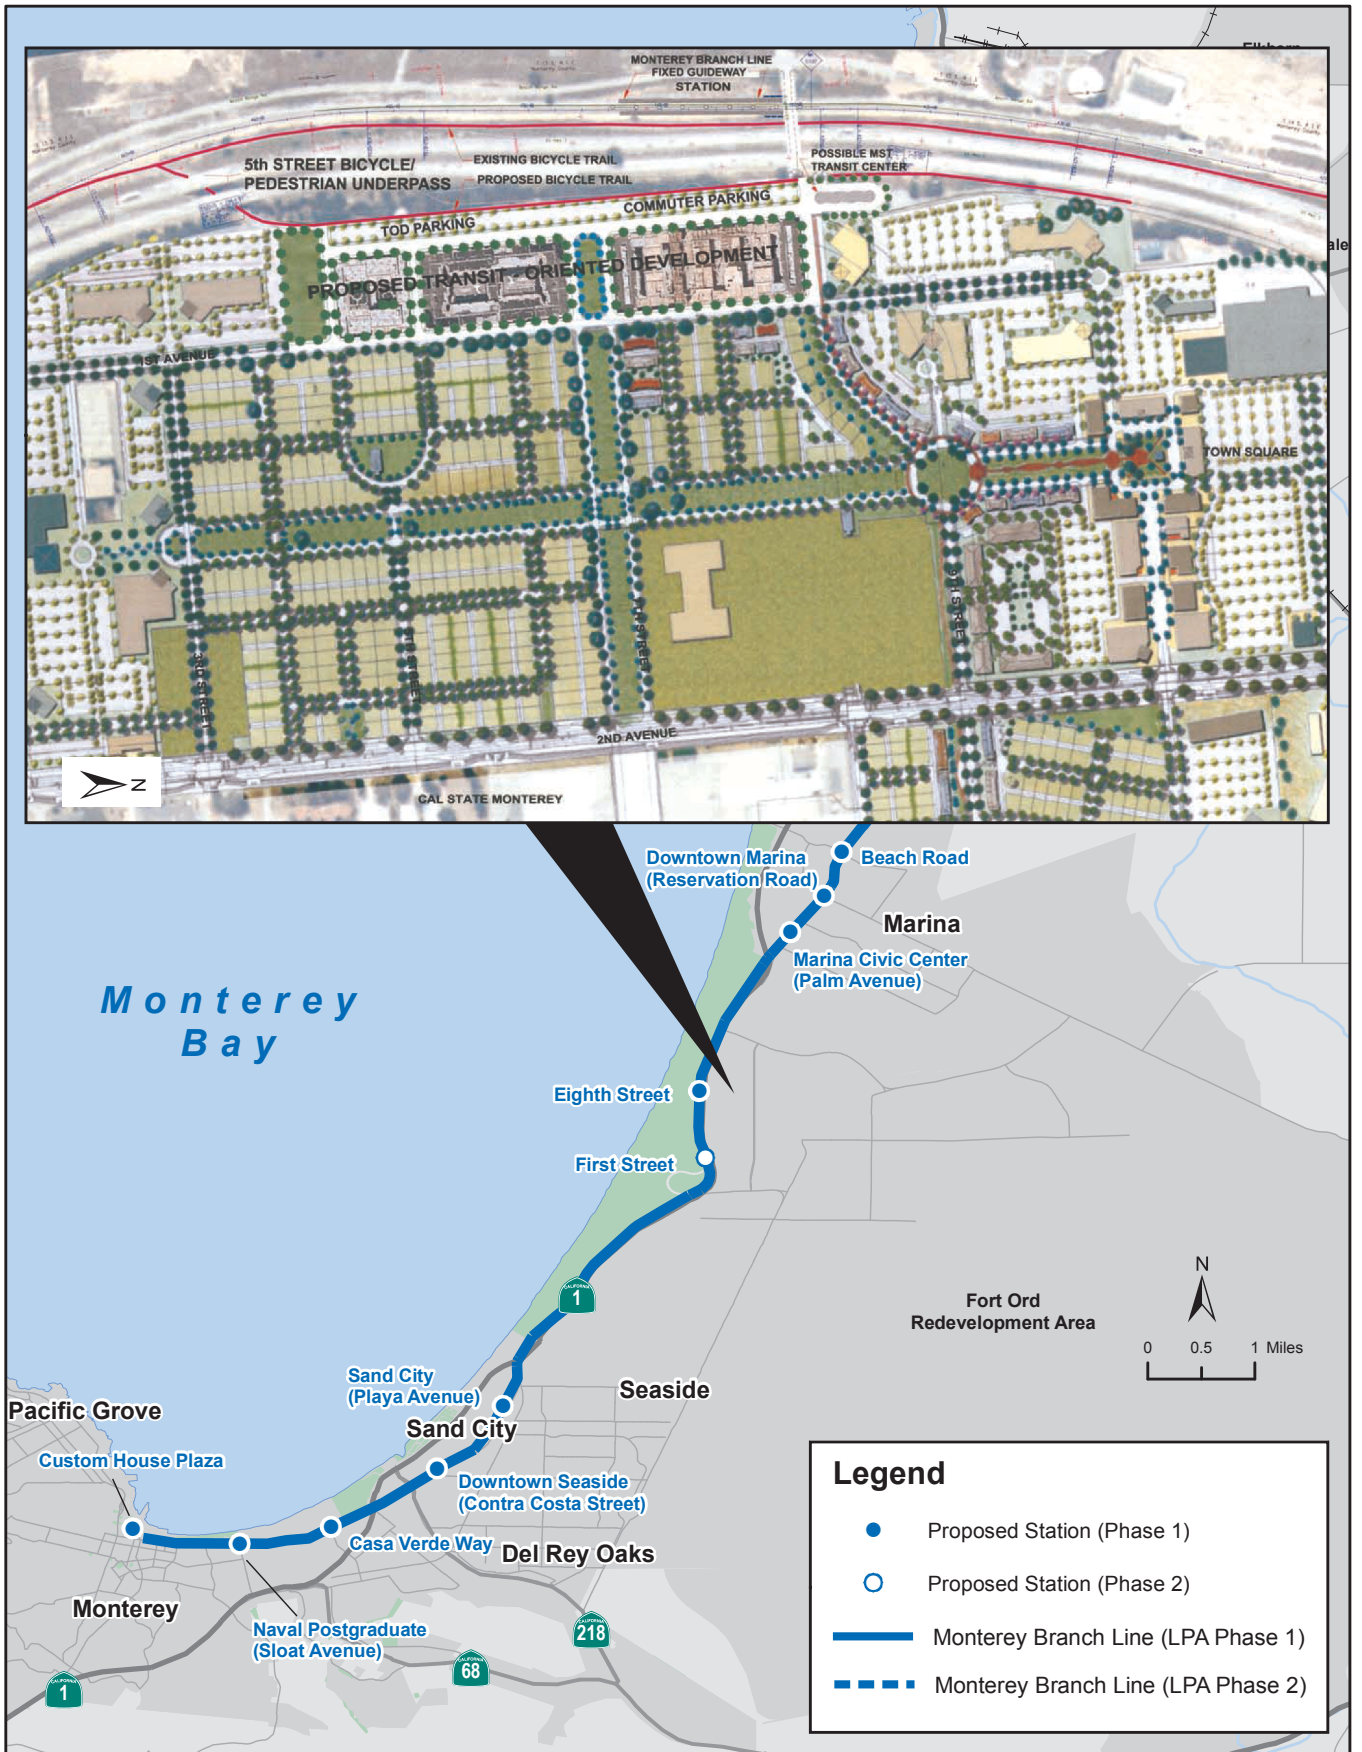 Elkhorn
MONTEREY BRANCH LINE
FIXED GUIDEWAY
STATION
5th STREET BICYCLE/
PEDESTRIAN UNDERPASS
EXISTING BICYCLE TRAIL
PROPOSED BICYCLE TRAIL
POSSIBLE MST
TRANSIT CENTER
TOD PARKING
COMMUTER PARKING
PROPOSED TRANSIT - ORIENTED DEVELOPMENT
ale
1ST AVENUE
TOWN SQUARE
3RD STREET
9TH STREET
2ND AVENUE
N
CAL STATE MONTEREY
Downtown Marina
(Reservation Road)
Beach Road
Marina
Marina Civic Center
(Palm Avenue)
Monterey
Bay
Eighth Street
First Street
CALIFORNIA
1
Fort Ord
Redevelopment Area
N
0 0.5 1 Miles
Sand City
(Playa Avenue)
Seaside
Pacific Grove
Sand City
Custom House Plaza
Downtown Seaside
(Contra Costa Street)
Casa Verde Way
Del Rey Oaks
Monterey
Naval Postgraduate
(Sloat Avenue)
CALIFORNIA
218
CALIFORNIA
68
CALIFORNIA
1
Legend
Proposed Station (Phase 1)
Proposed Station (Phase 2)
Monterey Branch Line (LPA Phase 1)
Monterey Branch Line (LPA Phase 2)